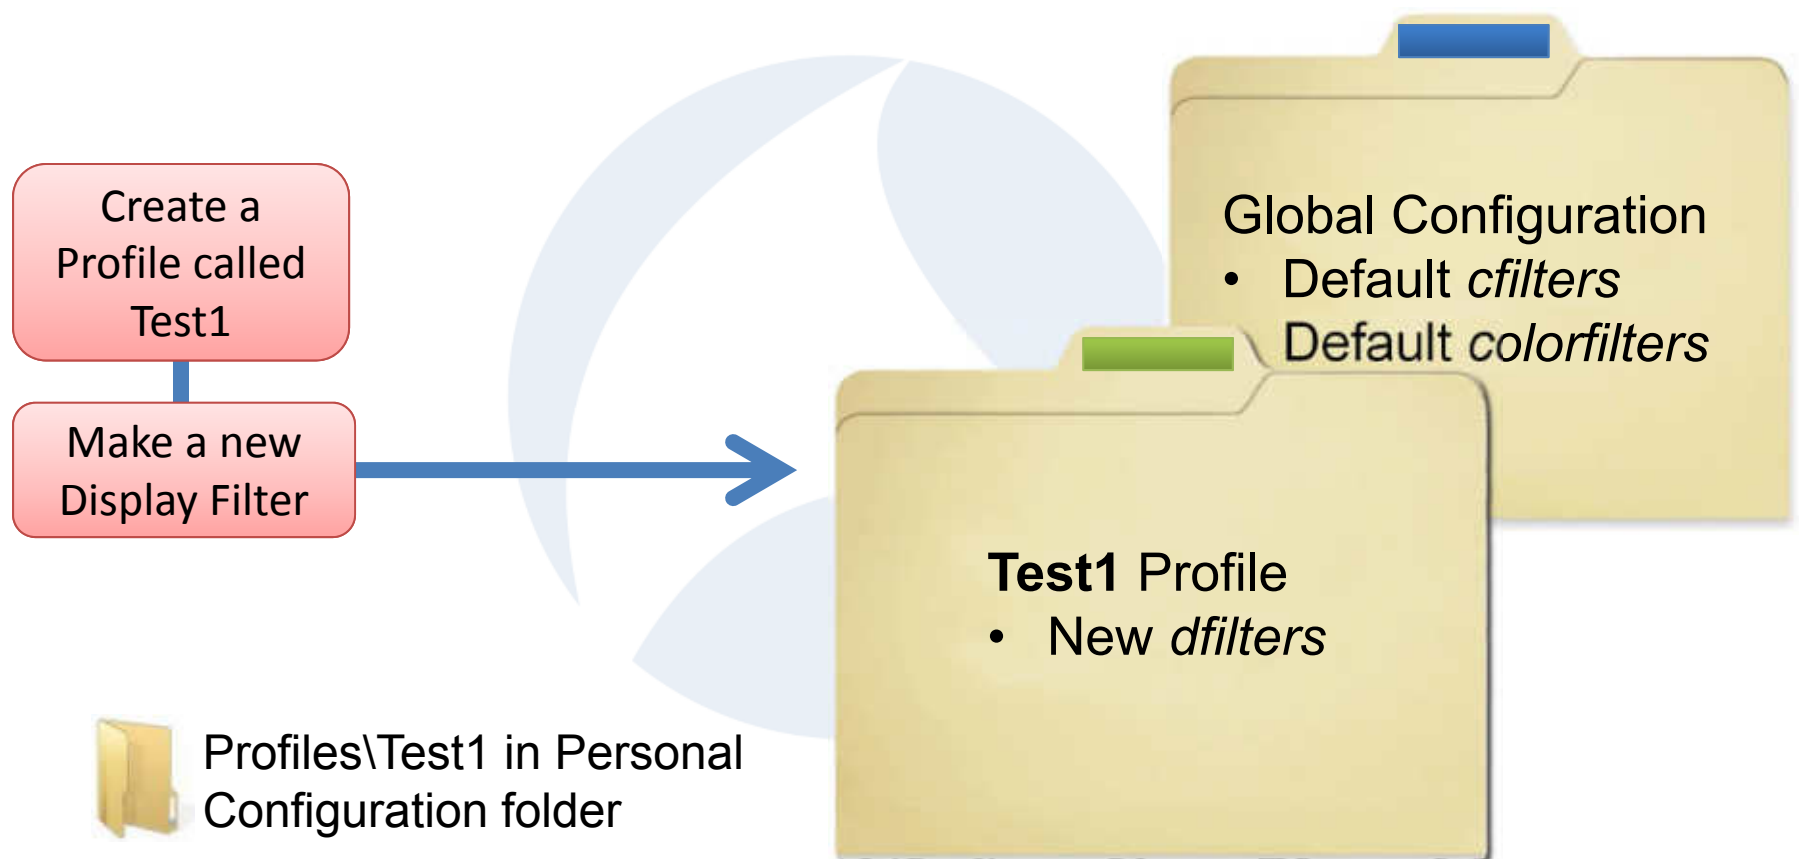 Create a
Profile called
Test1
Make a new
Display Filter
Global Configuration
• Default cfilters
Default colorfilters
Test1 Profile
• New dfilters
Profiles\Test1 in Personal
Configuration folder